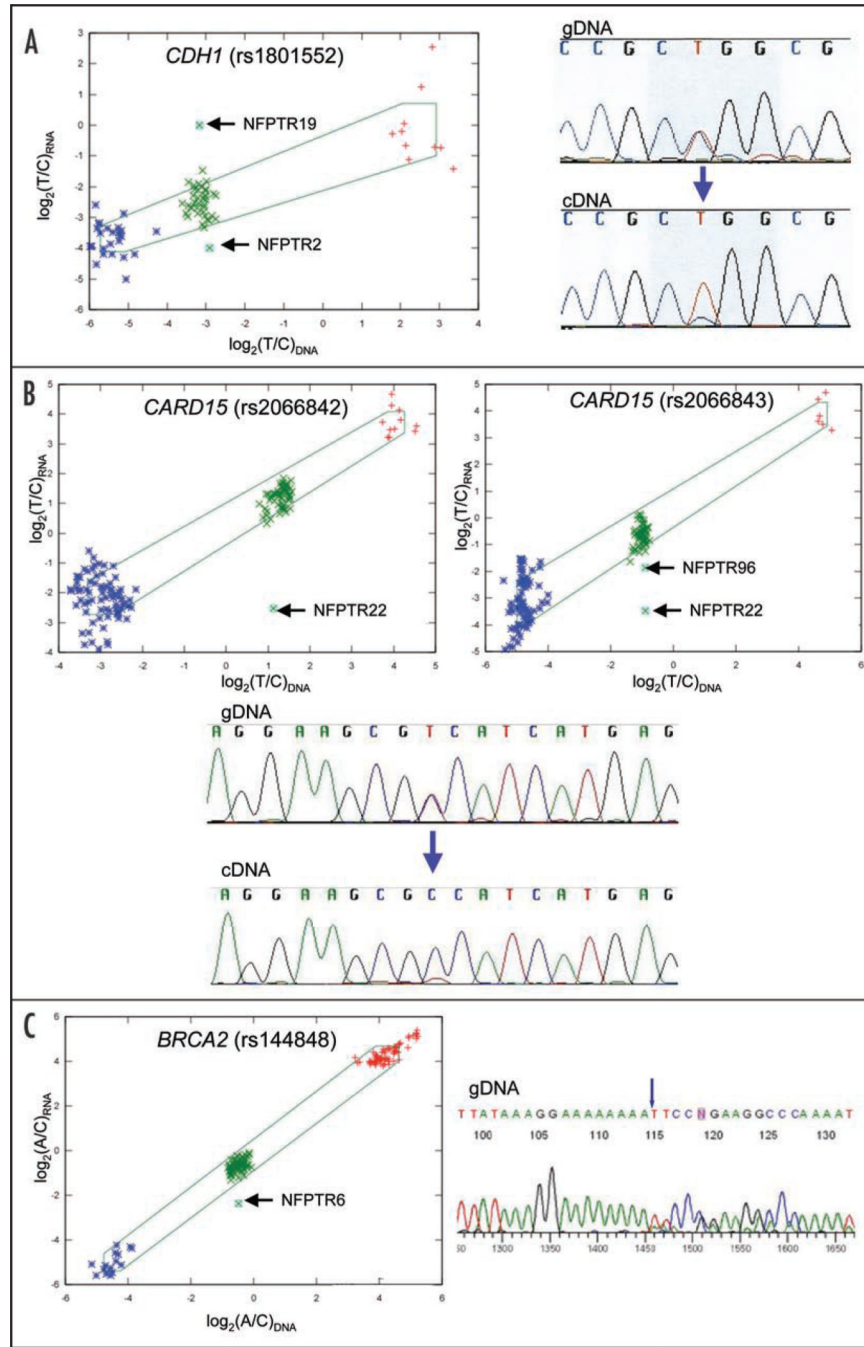 A
CDH1 (rs1801552)
log2(T/C)RNA
3
2
1
0
-1
-2
-3
-4
-5
-6
NFPTR19
NFPTR2
-6 -5 -4 -3 -2 -1 0 1 2 3 4
log2(T/C)DNA
gDNA
C C G C T G G C G
cDNA
C C G C T G G C G
B
CARD15 (rs2066842)
log2(T/C)RNA
5
4
3
2
1
0
-1
-2
-3
-4
NFPTR22
-4 -3 -2 -1 0 1 2 3 4 5
log2(T/C)DNA
CARD15 (rs2066843)
log2(T/C)RNA
5
4
3
2
1
0
-1
-2
-3
-4
-5
NFPTR96
NFPTR22
-6 -4 -2 0 2 4 6
log2(T/C)DNA
gDNA
A G G A A G C G T C A T C A T G A G
cDNA
A G G A A G C G C C A T C A T G A G
C
BRCA2 (rs144848)
log2(A/C)RNA
6
4
2
0
-2
-4
-6
NFPTR6
-6 -4 -2 0 2 4 6
log2(A/C)DNA
gDNA
T T A T A A A G G A A A A A A A A T T C C N G A A G G C C C A A A A T
100 105 110 115 120 125 130
1300 1350 1400 1450 1500 1550 1600 1650